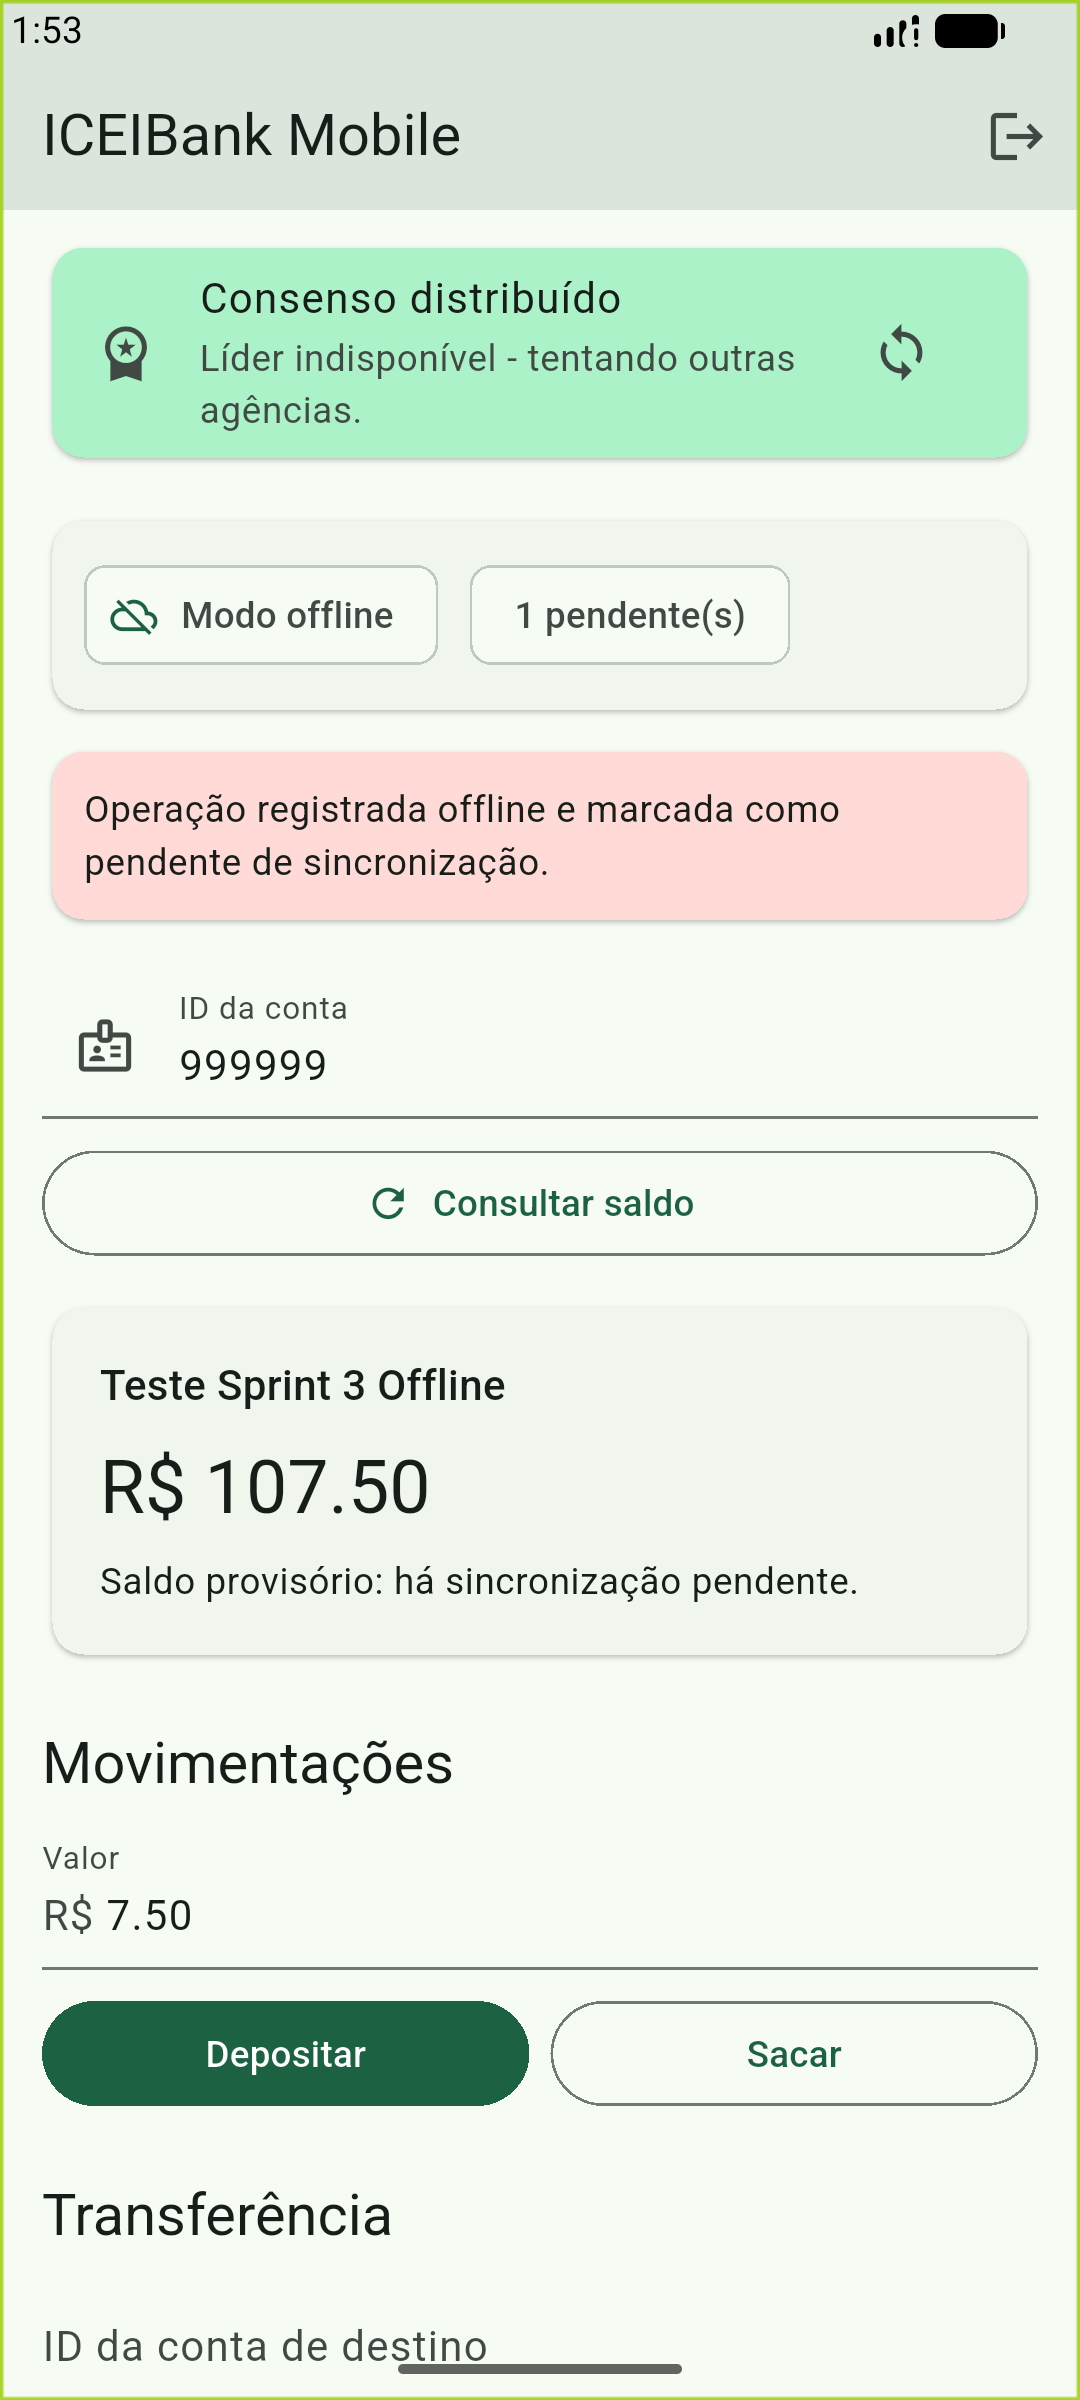 1:53
ICEIBank Mobile
Consenso distribuído
Líder indisponível - tentando outras
agências.
Modo offline
1 pendente(s)
Operação registrada offline e marcada como
pendente de sincronização.
ID da conta
999999
Consultar saldo
Teste Sprint 3 Offline
R$ 107.50
Saldo provisório: há sincronização pendente.
Movimentações
Valor
R$ 7.50
Depositar
Sacar
Transferência
ID da conta de destino